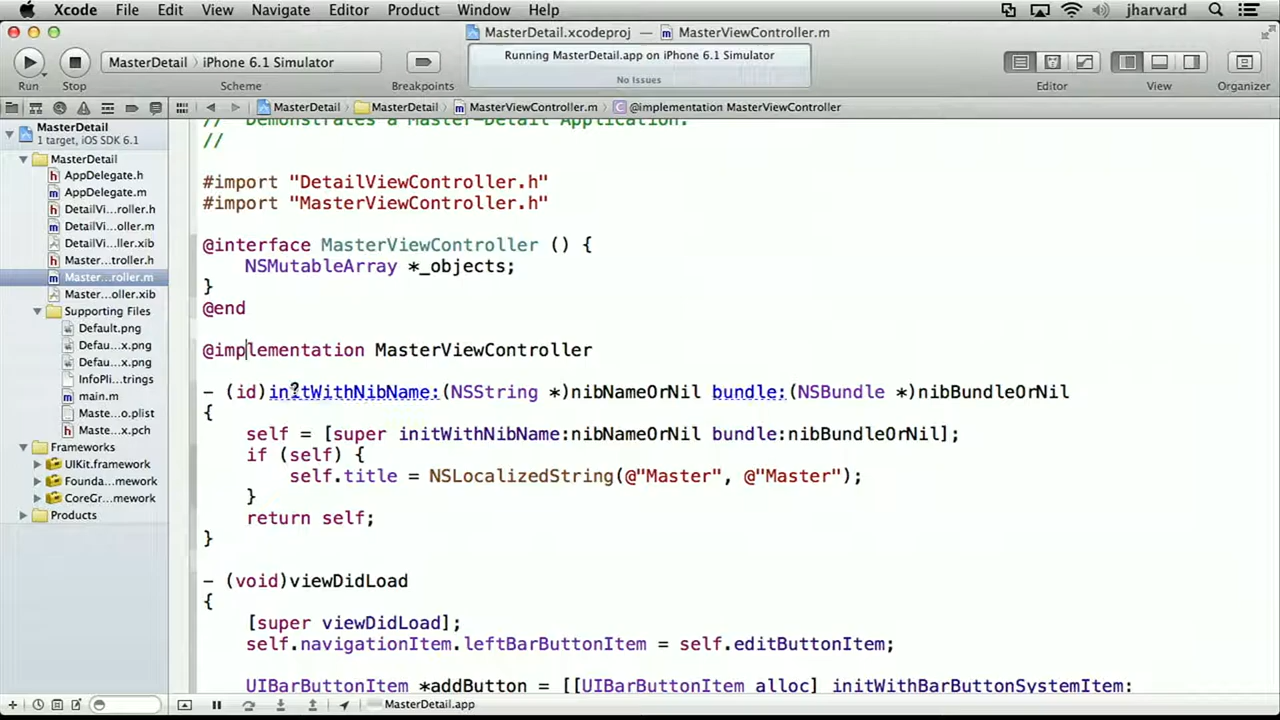 Xcode File Edit View Navigate Editor Product Window Help jharvard
MasterDetail.xcodeproj — MasterViewController.m
MasterDetail iPhone 6.1 Simulator
Running MasterDetail.app on iPhone 6.1 Simulator
No Issues
Run Stop Scheme Breakpoints Editor View Organizer
MasterDetail MasterDetail MasterViewController.m @implementation MasterViewController
MasterDetail
1 target, iOS SDK 6.1
MasterDetail
AppDelegate.h
AppDelegate.m
DetailVi...roller.h
DetailVi...oller.m
DetailVi...ller.xib
Master...troller.h
Master...roller.m
Master...oller.xib
Supporting Files
Default.png
Defau...x.png
Defau...x.png
InfoPli...trings
main.m
Maste...o.plist
Maste...r.pch
Frameworks
UIKit.framework
Founda...mework
CoreGr...mework
Products
// Demonstrates a Master-Detail Application.
//
#import "DetailViewController.h"
#import "MasterViewController.h"
@interface MasterViewController () {
NSMutableArray *_objects;
}
@end
@implementation MasterViewController
- (id)initWithNibName:(NSString *)nibNameOrNil bundle:(NSBundle *)nibBundleOrNil
{
self = [super initWithNibName:nibNameOrNil bundle:nibBundleOrNil];
if (self) {
self.title = NSLocalizedString(@"Master", @"Master");
}
return self;
}
- (void)viewDidLoad
{
[super viewDidLoad];
self.navigationItem.leftBarButtonItem = self.editButtonItem;
UIBarButtonItem *addButton = [[UIBarButtonItem alloc] initWithBarButtonSystemItem:
MasterDetail.app